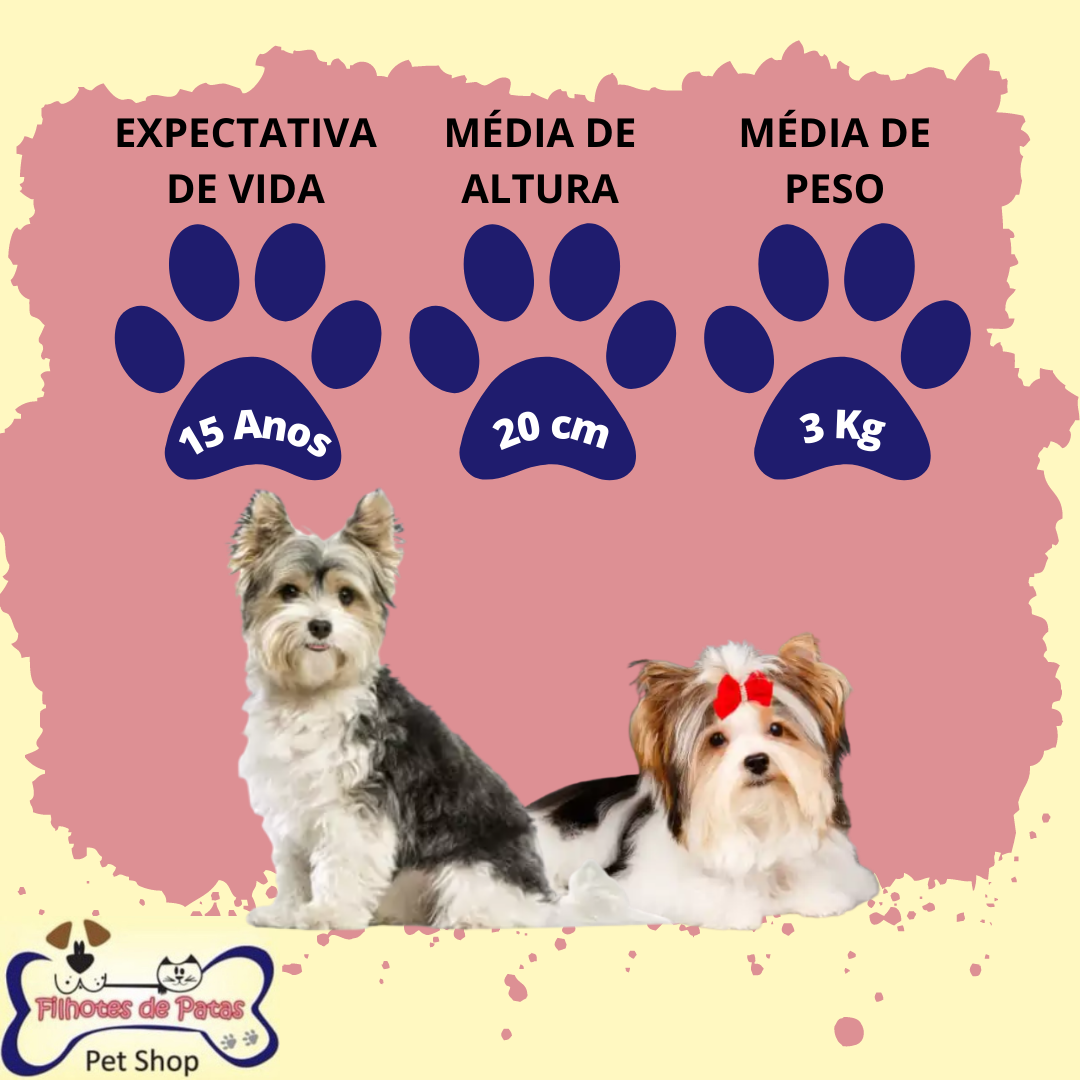 EXPECTATIVA
DE VIDA
MÉDIA DE
ALTURA
MÉDIA DE
PESO
15 Anos
20 cm
3 Kg
Filhotes de Patas
Pet Shop